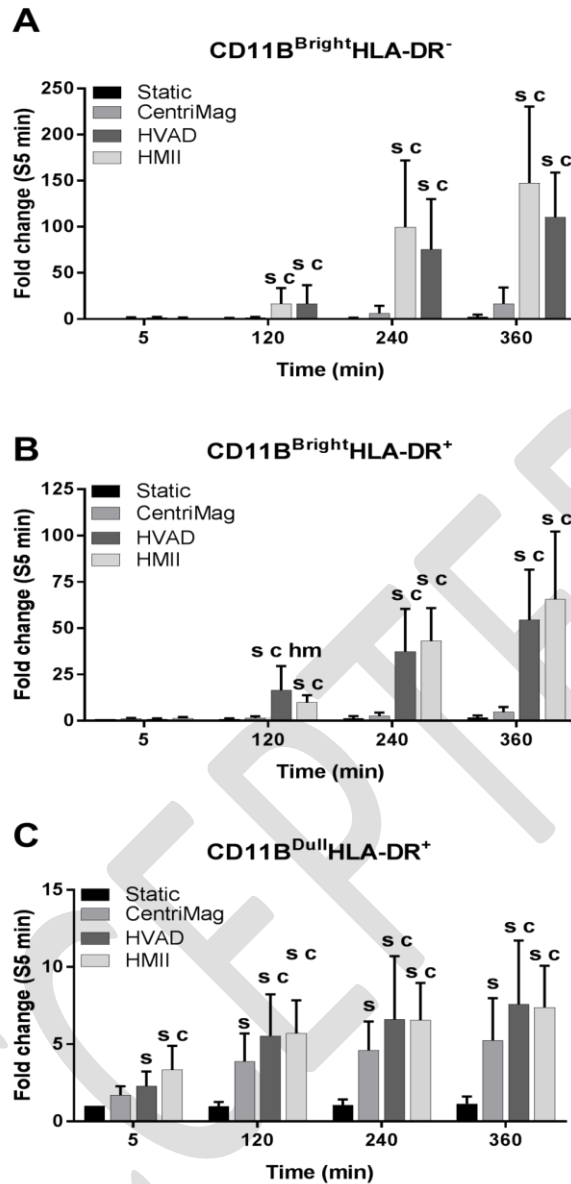 A
CD11B^Bright HLA-DR^-
Static
CentriMag
HVAD
HMII
Fold change (S5 min)
250
200
150
100
50
0
s c
s c
s c
s c
s c
s c
5
120
240
360
Time (min)
B
CD11B^Bright HLA-DR^+
Static
CentriMag
HVAD
HMII
Fold change (S5 min)
125
100
75
50
25
0
s c hm
s c
s c
s c
s c
s c
5
120
240
360
Time (min)
C
CD11B^Dull HLA-DR^+
Static
CentriMag
HVAD
HMII
Fold change (S5 min)
15
10
5
0
s
s c
s
s c
s c
s
s c
s c
s
s c
s c
5
120
240
360
Time (min)
CEPTE